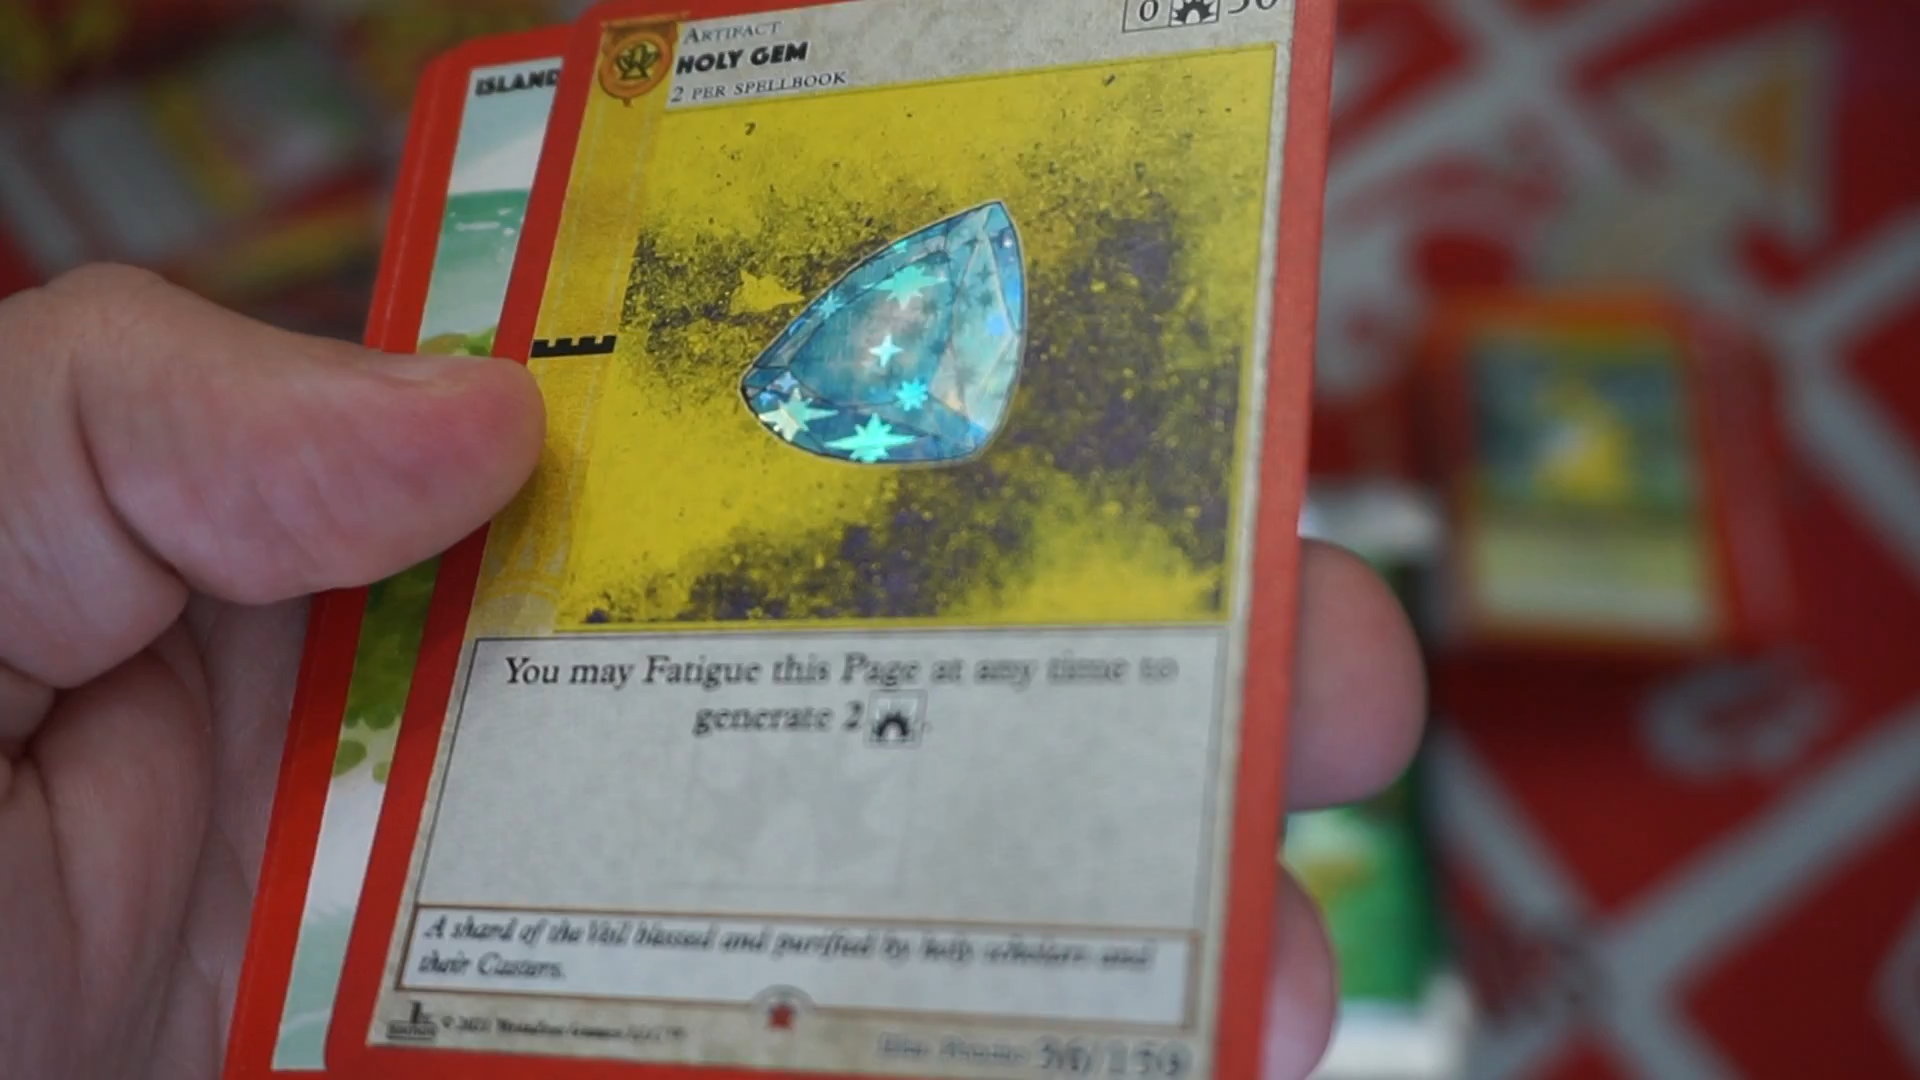 ISLAND
ARTIFACT
HOLY GEM
2 PER SPELLBOOK
0
You may Fatigue this Page at any time to
generate 2
A shard of the Veil blessed and purified by holy scholars and
their Casters.